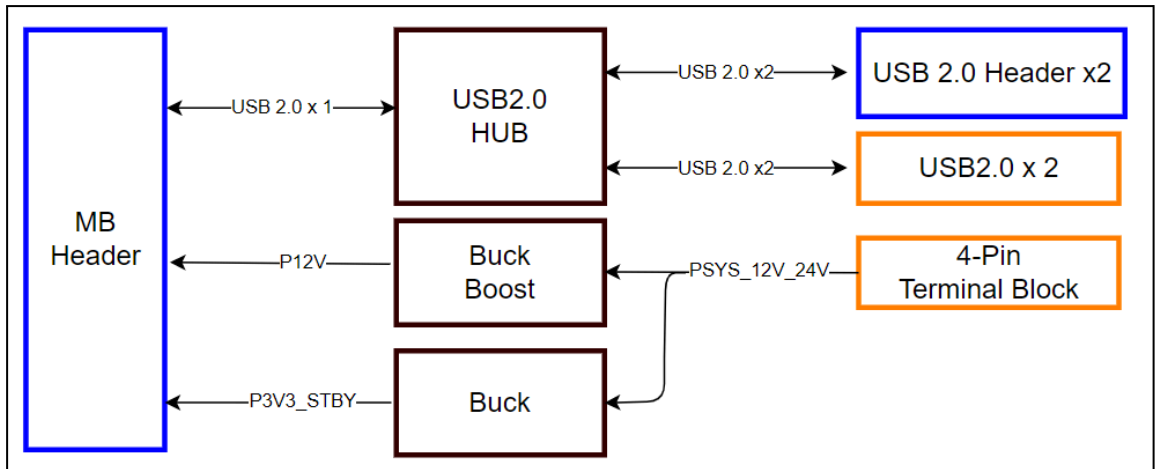 MB
Header
USB 2.0 x 1
P12V
P3V3_STBY
USB2.0
HUB
Buck
Boost
Buck
USB 2.0 x2
USB 2.0 x2
PSYS_12V_24V
USB 2.0 Header x2
USB2.0 x 2
4-Pin
Terminal Block